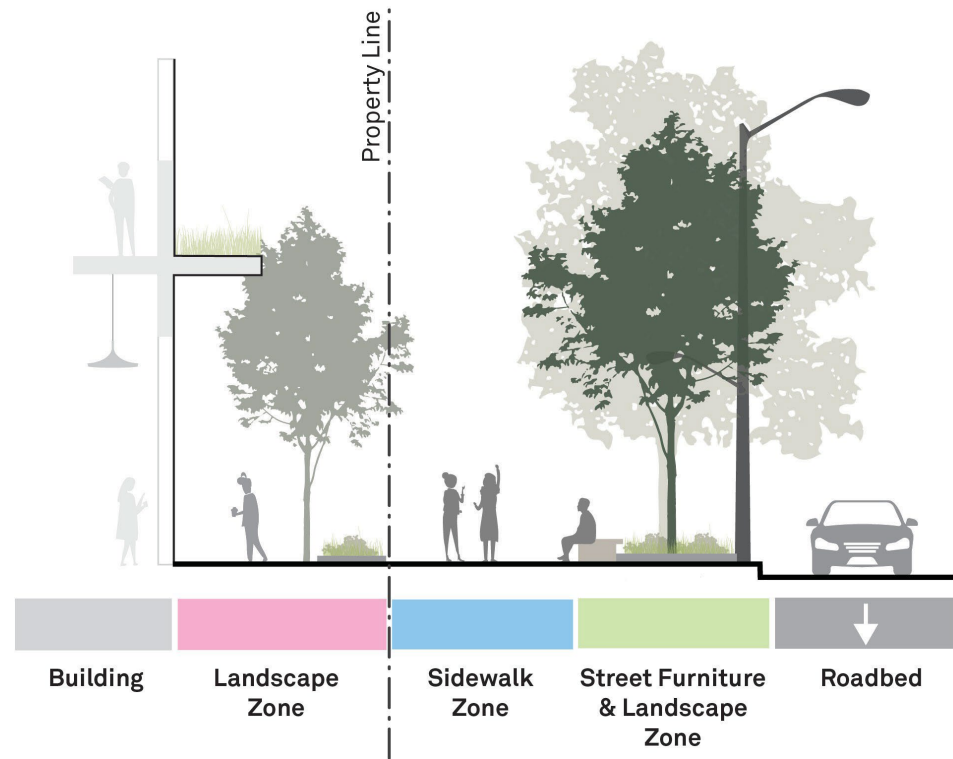 Property Line
Building
Landscape
Zone
Sidewalk
Zone
Street Furniture
& Landscape
Zone
Roadbed